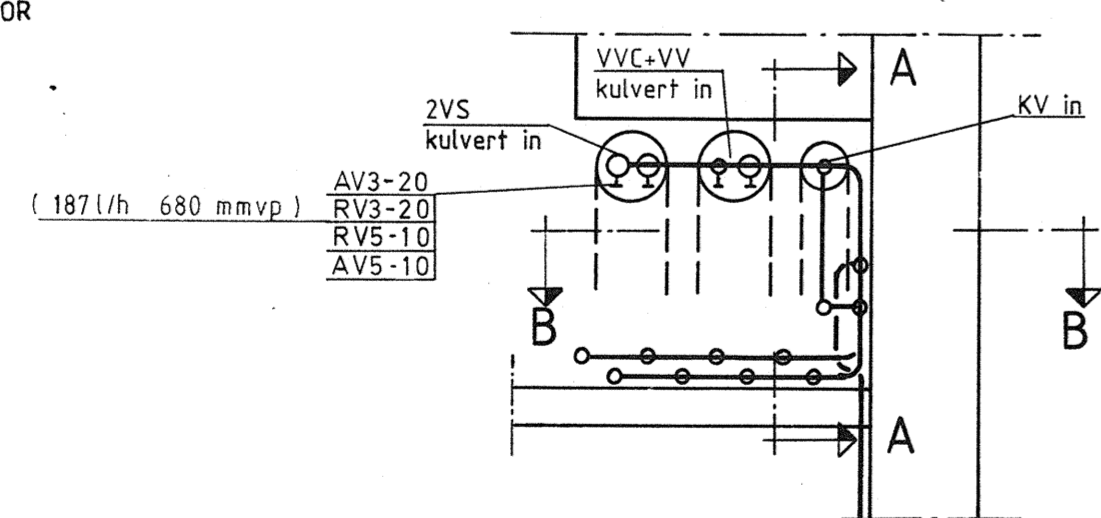 OR
VVC+VV
kulvert in
A
KV in
2VS
kulvert in
AV3-20
( 187 l/h 680 mmvp ) RV3-20
RV5-10
AV5-10
B
B
A